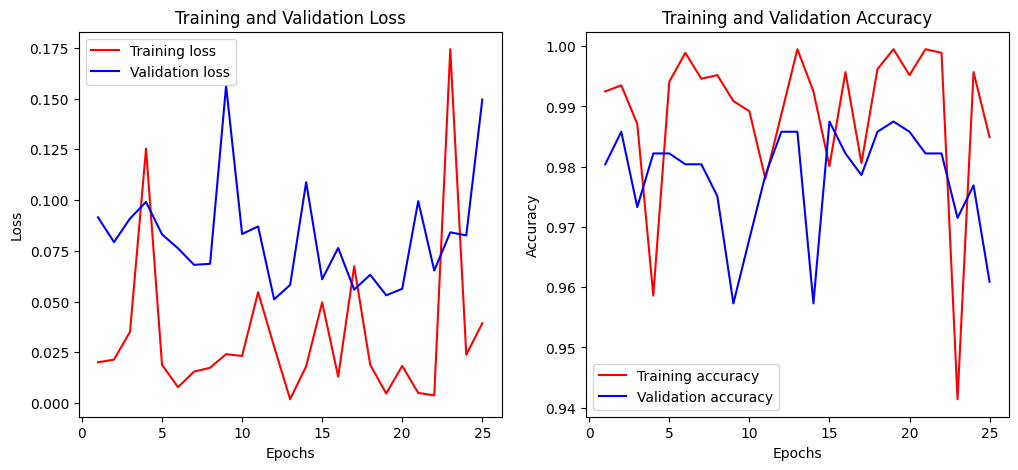 Training and Validation Loss
Training loss
Validation loss
0.175
0.150
0.125
0.100
0.075
0.050
0.025
0.000
Loss
0
5
10
15
20
25
Epochs
Training and Validation Accuracy
1.00
0.99
0.98
0.97
0.96
0.95
0.94
Accuracy
Training accuracy
Validation accuracy
0
5
10
15
20
25
Epochs